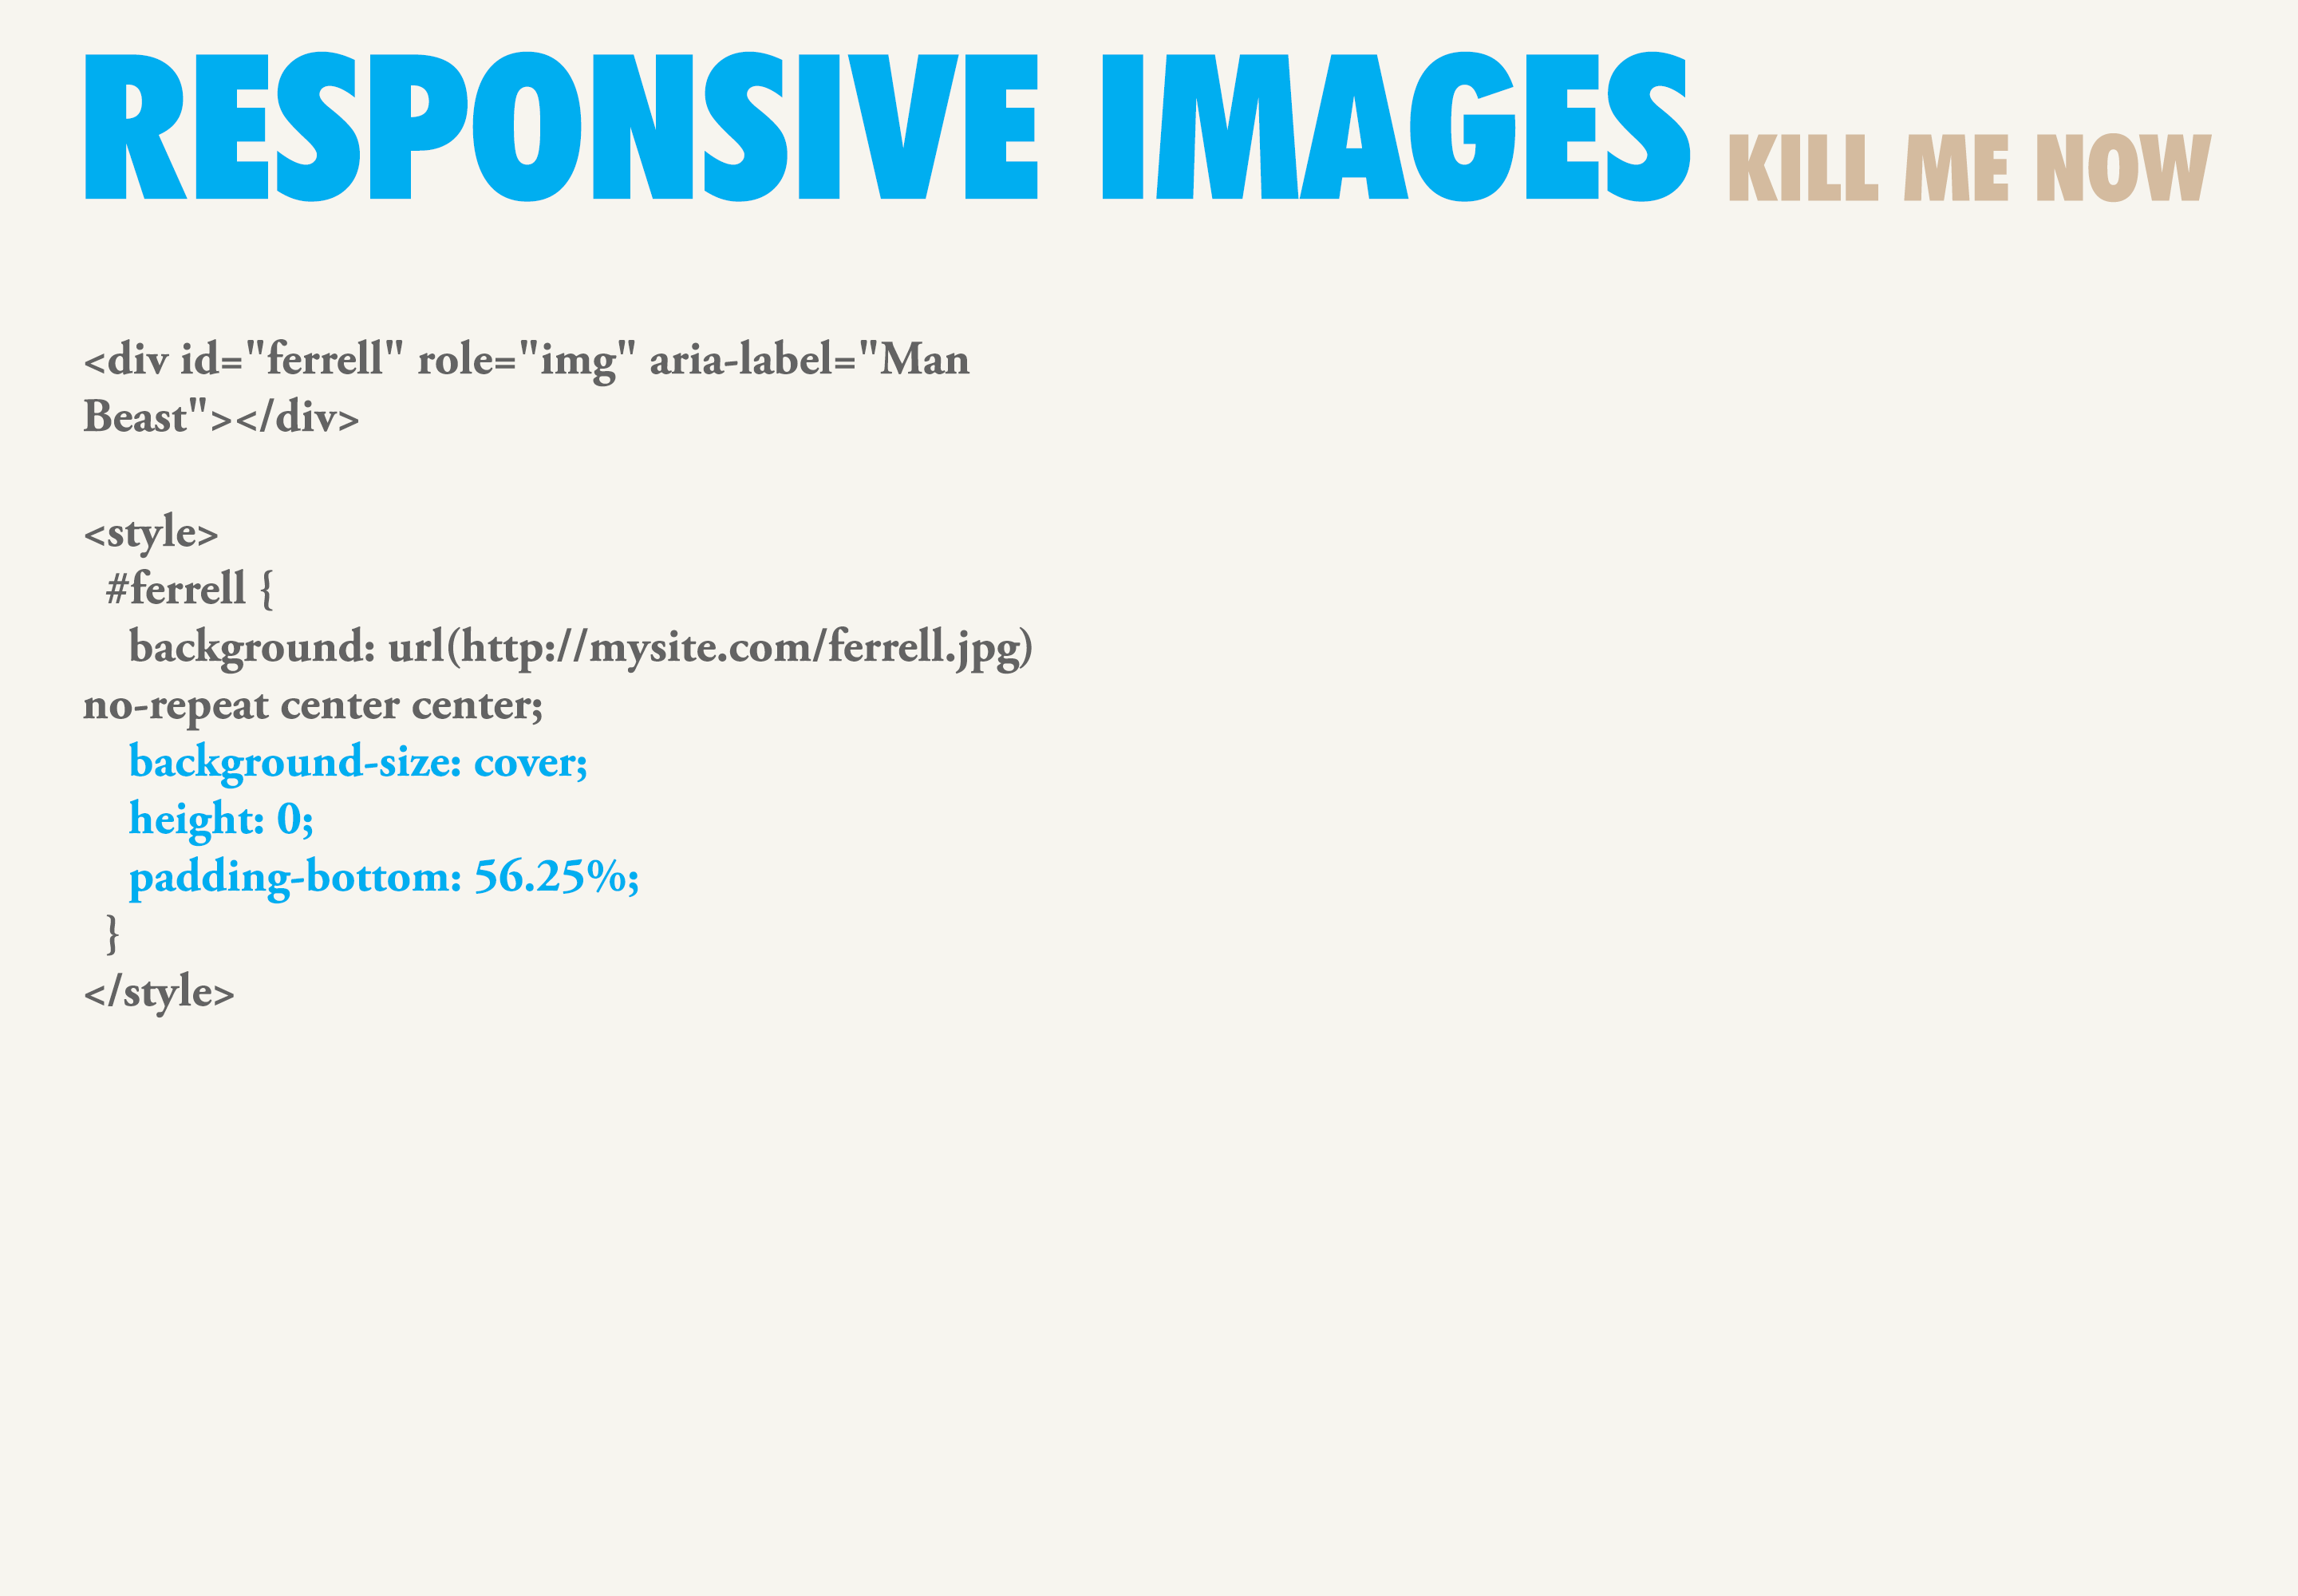 RESPONSIVE IMAGES KILL ME NOW
<div id="ferrell" role="img" aria-label="Man
Beast"></div>
<style>
#ferrell {
background: url(http://mysite.com/ferrell.jpg)
no-repeat center center;
background-size: cover;
height: 0;
padding-bottom: 56.25%;
}
</style>